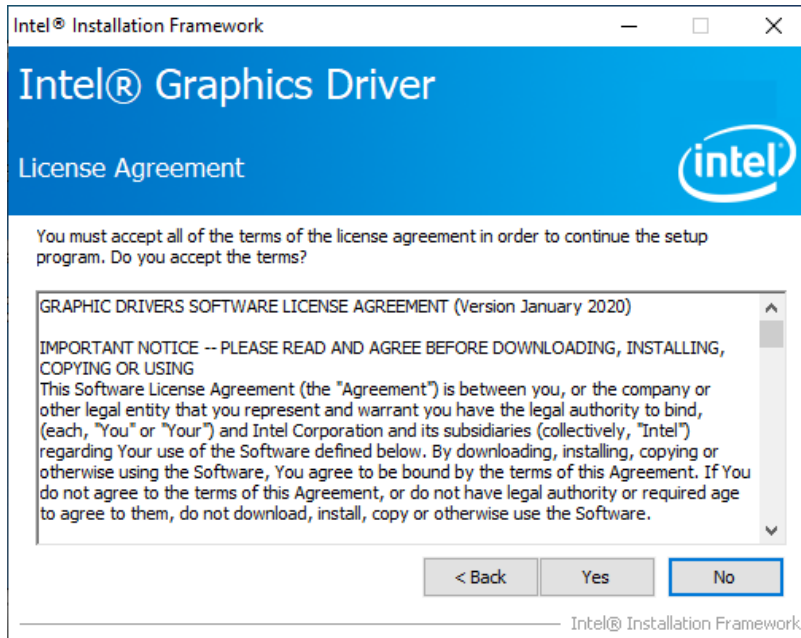 Intel® Installation Framework
Intel® Graphics Driver
License Agreement
intel
You must accept all of the terms of the license agreement in order to continue the setup
program. Do you accept the terms?
GRAPHIC DRIVERS SOFTWARE LICENSE AGREEMENT (Version January 2020)
IMPORTANT NOTICE -- PLEASE READ AND AGREE BEFORE DOWNLOADING, INSTALLING,
COPYING OR USING
This Software License Agreement (the "Agreement") is between you, or the company or
other legal entity that you represent and warrant you have the legal authority to bind,
(each, "You" or "Your") and Intel Corporation and its subsidiaries (collectively, "Intel")
regarding Your use of the Software defined below. By downloading, installing, copying or
otherwise using the Software, You agree to be bound by the terms of this Agreement. If You
do not agree to the terms of this Agreement, or do not have legal authority or required age
to agree to them, do not download, install, copy or otherwise use the Software.
< Back Yes No
Intel® Installation Framework